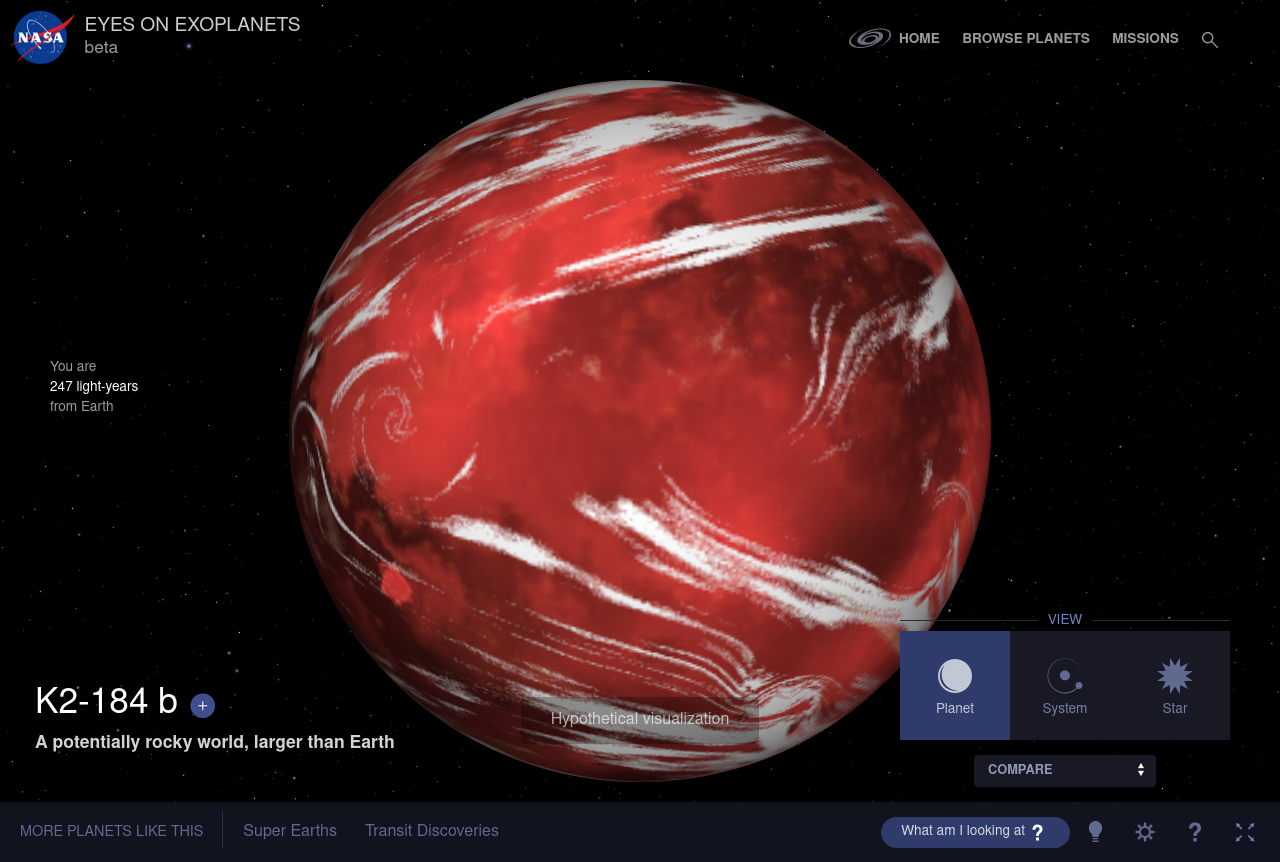 NASA
EYES ON EXOPLANETS
beta
HOME
BROWSE PLANETS
MISSIONS
You are
247 light-years
from Earth
VIEW
Planet
System
Star
COMPARE
K2-184 b +
A potentially rocky world, larger than Earth
Hypothetical visualization
MORE PLANETS LIKE THIS
Super Earths
Transit Discoveries
What am I looking at ?
?